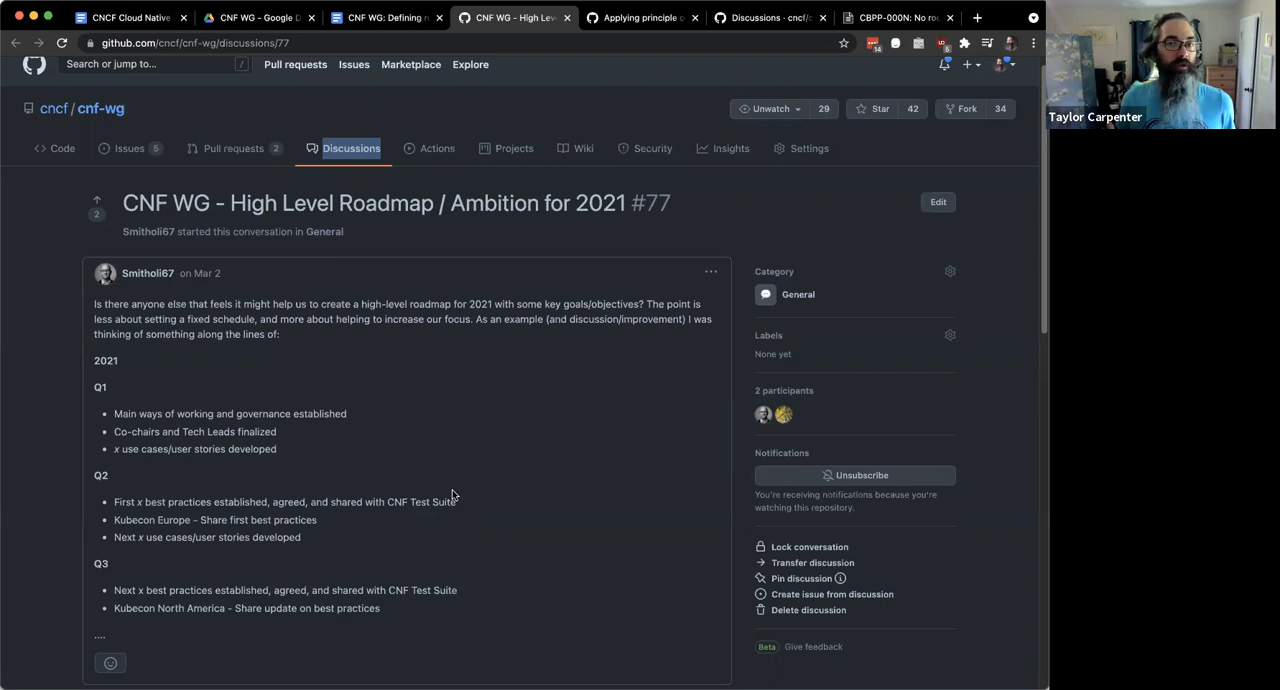 CNCF Cloud Native
CNF WG - Google D
CNF WG: Defining r
CNF WG - High Leve
Applying principle o
Discussions · cncf/c
CBPP-000N: No ro
github.com/cncf/cnf-wg/discussions/77
14
5
Search or jump to...
/
Pull requests
Issues
Marketplace
Explore
cncf / cnf-wg
Unwatch
29
Star
42
Fork
34
Code
Issues 5
Pull requests 2
Discussions
Actions
Projects
Wiki
Security
Insights
Settings
2
CNF WG - High Level Roadmap / Ambition for 2021 #77
Edit
Smitholi67 started this conversation in General
Smitholi67 on Mar 2
Is there anyone else that feels it might help us to create a high-level roadmap for 2021 with some key goals/objectives? The point is
less about setting a fixed schedule, and more about helping to increase our focus. As an example (and discussion/improvement) I was
thinking of something along the lines of:
2021
Q1
Main ways of working and governance established
Co-chairs and Tech Leads finalized
x use cases/user stories developed
Q2
First x best practices established, agreed, and shared with CNF Test Suite
Kubecon Europe - Share first best practices
Next x use cases/user stories developed
Q3
Next x best practices established, agreed, and shared with CNF Test Suite
Kubecon North America - Share update on best practices
....
Category
General
Labels
None yet
2 participants
Notifications
Unsubscribe
You're receiving notifications because you're
watching this repository.
Lock conversation
Transfer discussion
Pin discussion
Create issue from discussion
Delete discussion
Beta Give feedback
Taylor Carpenter